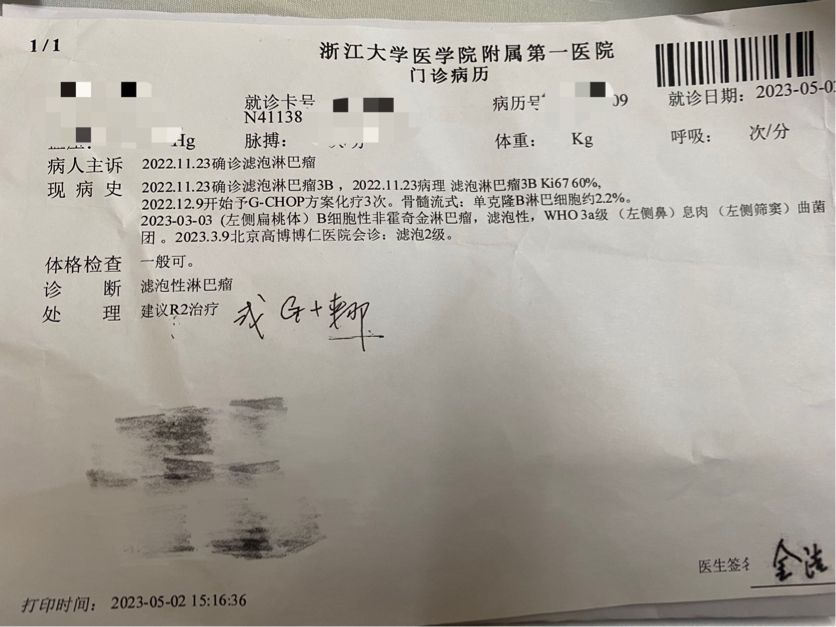 1/1
浙江大学医学院附属第一医院
门诊病历
就诊卡号 病历号 09 就诊日期：2023-05-0
N41138
Hg 脉搏： 体重： Kg 呼吸： 次/分
病人主诉 2022.11.23确诊滤泡淋巴瘤
现 病 史 2022.11.23确诊滤泡淋巴瘤3B ，2022.11.23病理 滤泡淋巴瘤3B Ki67 60%,
2022.12.9开始予G-CHOP方案化疗3次。骨髓流式：单克隆B淋巴细胞约2.2%。
2023-03-03 (左侧扁桃体) B细胞性非霍奇金淋巴瘤，滤泡性，WHO 3a级 （左侧鼻）息肉 （左侧筛窦）曲菌
团 。2023.3.9北京高博博仁医院会诊：滤泡2级。
体格检查 一般可。
诊 断 滤泡性淋巴瘤
处 理 建议R2治疗 或 G+
医生签名
打印时间： 2023-05-02 15:16:36